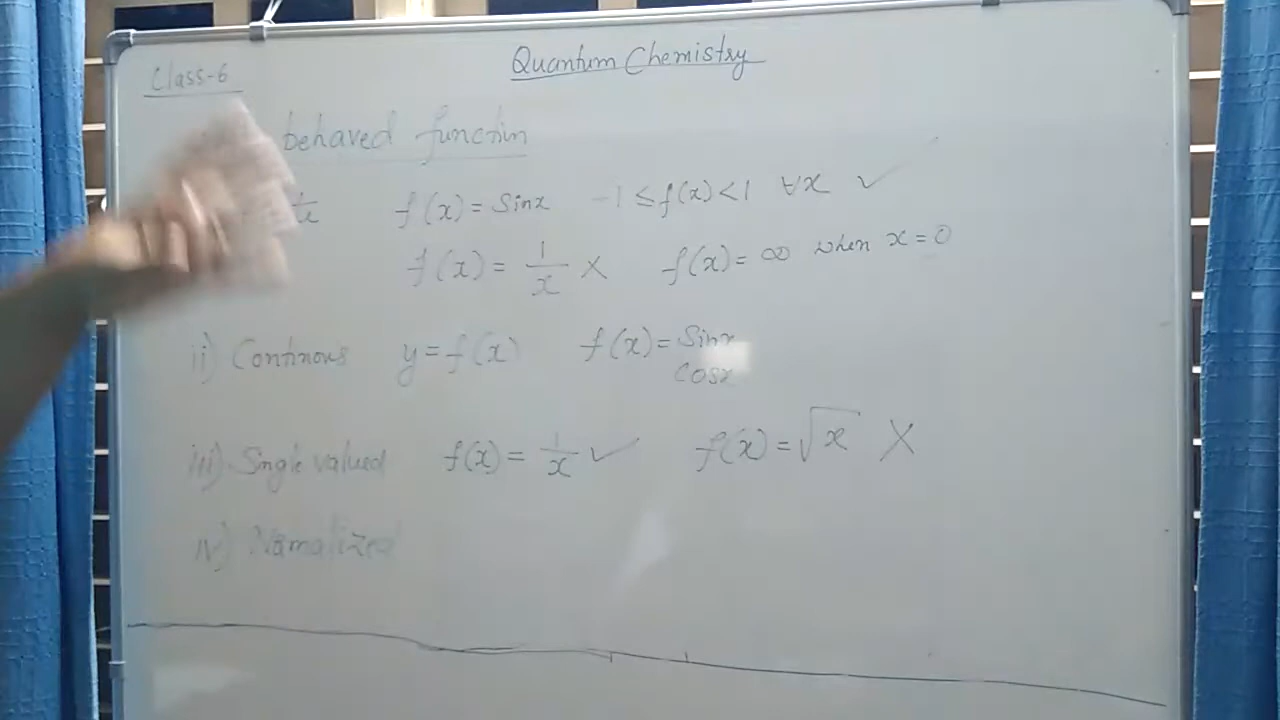 Quantum Chemistry
Class-6
behaved function
f(x) = Sinx -1 ≤ f(x) < 1 ∀x ✓
f(x) = 1/x X f(x) = ∞ when x = 0
ii) Continous y = f(x) f(x) = Sinx
Cosx
iii) Single valued f(x) = 1/x ✓ f(x) = √x X
iv) Normalized